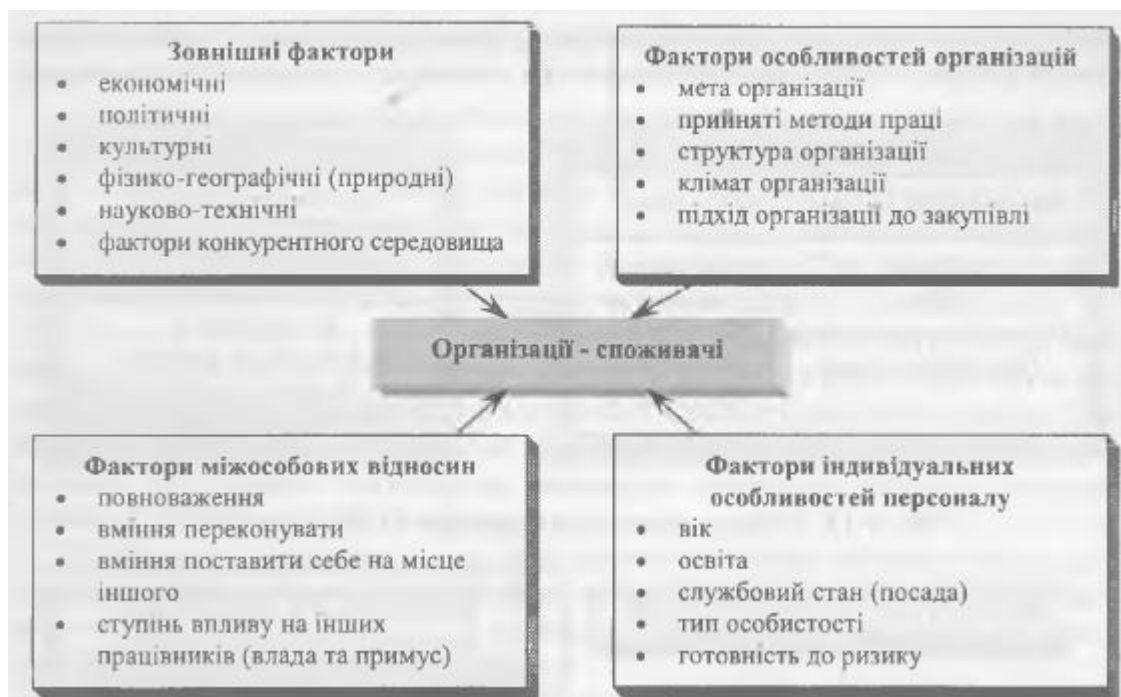 Зовнішні фактори
• економічні
• політичні
• культурні
• фізико-географічні (природні)
• науково-технічні
• фактори конкурентного середовища
Фактори особливостей організацій
• мета організації
• прийняті методи праці
• структура організації
• клімат організації
• підхід організації до закупівлі
Організації - споживачі
Фактори міжособових відносин
• повноваження
• вміння переконувати
• вміння поставити себе на місце
іншого
• ступінь впливу на інших
працівників (влада та примус)
Фактори індивідуальних
особливостей персоналу
• вік
• освіта
• службовий стан (посада)
• тип особистості
• готовність до ризику